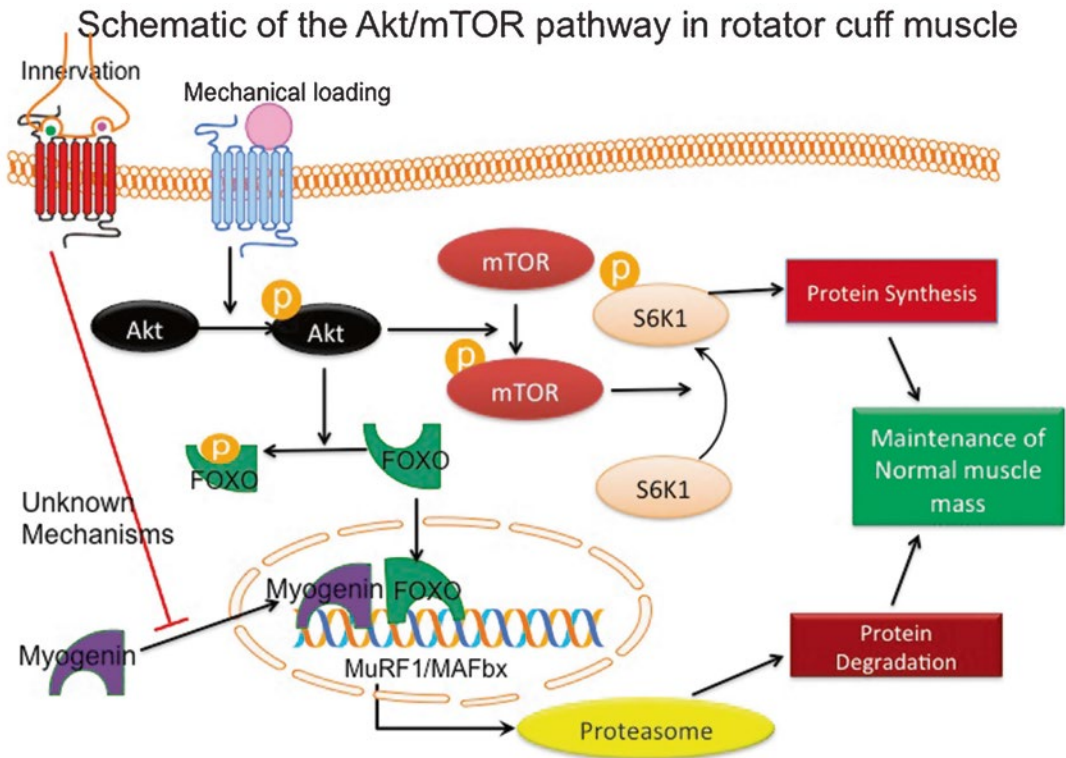 Schematic of the Akt/mTOR pathway in rotator cuff muscle
Innervation
Mechanical loading
mTOR
p
S6K1
Protein Synthesis
p
Akt
Akt
p
mTOR
p
FOXO
FOXO
S6K1
Maintenance of
Normal muscle
mass
Unknown
Mechanisms
Myogenin
FOXO
Myogenin
MuRF1/MAFbx
Protein
Degradation
Proteasome